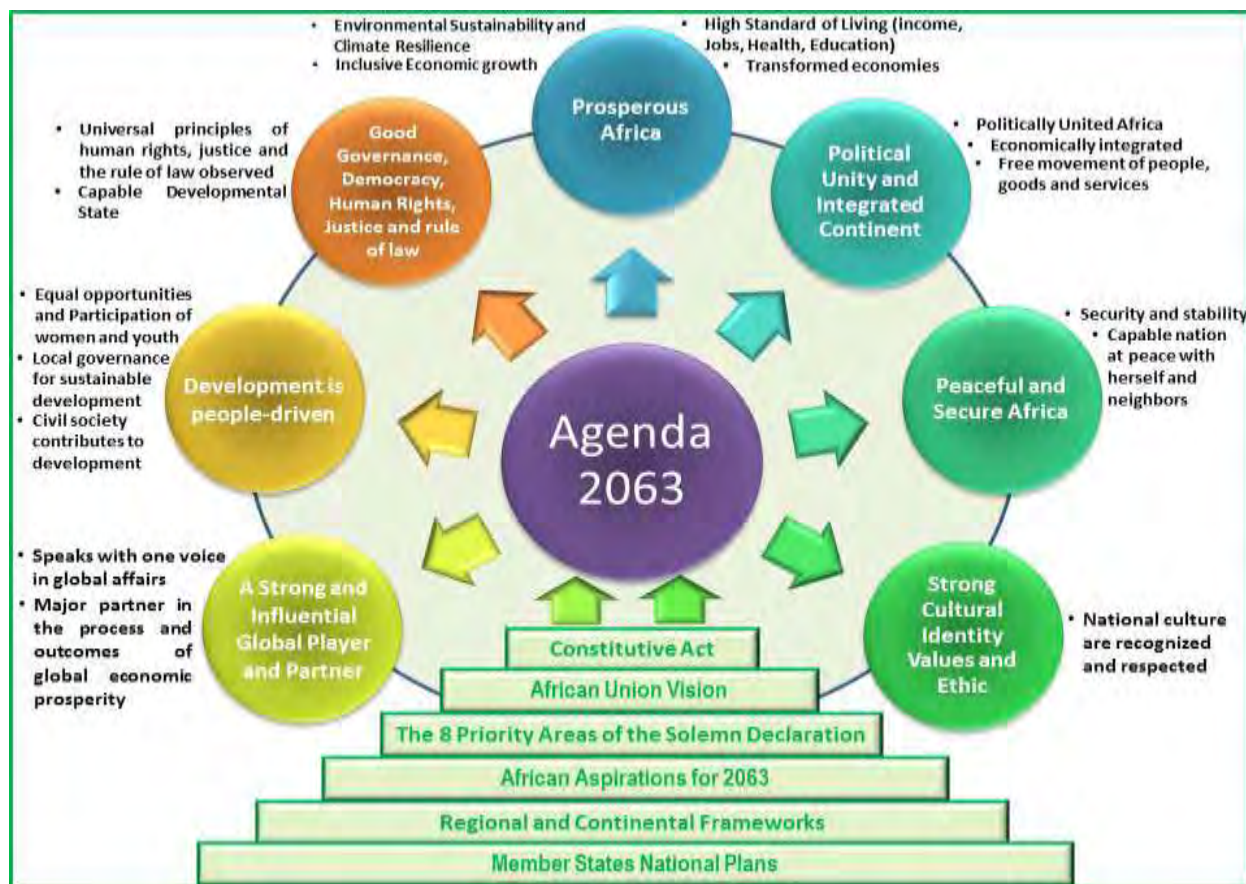 • Environmental Sustainability and
Climate Resilience
• Inclusive Economic growth
• High Standard of Living (income,
Jobs, Health, Education)
• Transformed economies
Prosperous
Africa
• Universal principles of
human rights, justice and
the rule of law observed
• Capable Developmental
State
Good
Governance,
Democracy,
Human Rights,
Justice and rule
of law
Political
Unity and
Integrated
Continent
• Politically United Africa
• Economically integrated
• Free movement of people,
goods and services
• Equal opportunities
and Participation of
women and youth
• Local governance
for sustainable
development
• Civil society
contributes to
development
Development is
people-driven
Agenda
2063
Peaceful and
Secure Africa
• Security and stability
• Capable nation
at peace with
herself and
neighbors
• Speaks with one voice
in global affairs
• Major partner in
the process and
outcomes of
global economic
prosperity
A Strong and
Influential
Global Player
and Partner
Strong
Cultural
Identity
Values and
Ethic
• National culture
are recognized
and respected
Constitutive Act
African Union Vision
The 8 Priority Areas of the Solemn Declaration
African Aspirations for 2063
Regional and Continental Frameworks
Member States National Plans